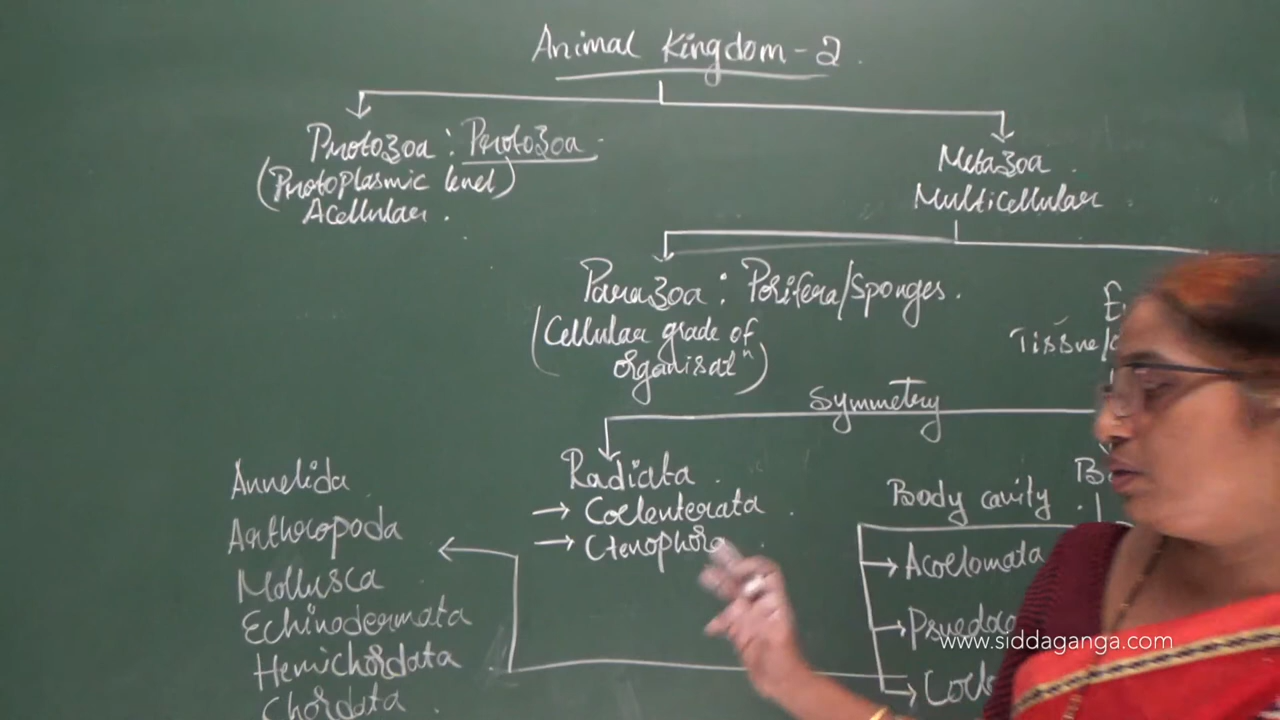 Animal Kingdom - 2.
Protozoa : Protozoa.
(Protoplasmic level)
Acellular.
Metazoa.
Multicellular.
Parazoa : Porifera/Sponges.
(Cellular grade of
organisatⁿ)
Tissue/
Symmetry
Radiata.
→ Coelenterata.
→ Ctenophora
Body cavity.
Acoelomata
Annelida.
Arthropoda
Mollusca
Echinodermata
Hemichordata
Chordata.
www.siddaganga.com